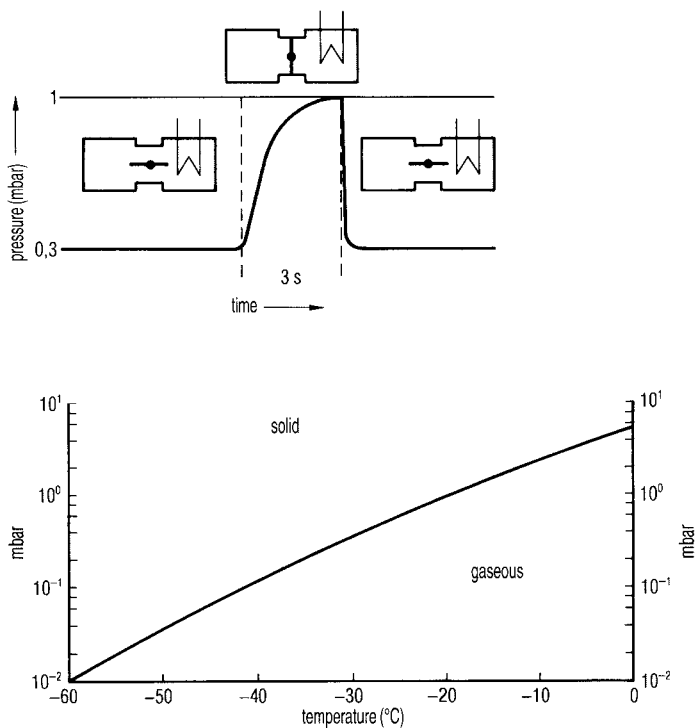 1
pressure (mbar)
0,3
3 s
time
10¹ 10¹
solid
10⁰ 10⁰
mbar mbar
gaseous
10⁻¹ 10⁻¹
10⁻² 10⁻²
−60 −50 −40 −30 −20 −10 0
temperature (°C)